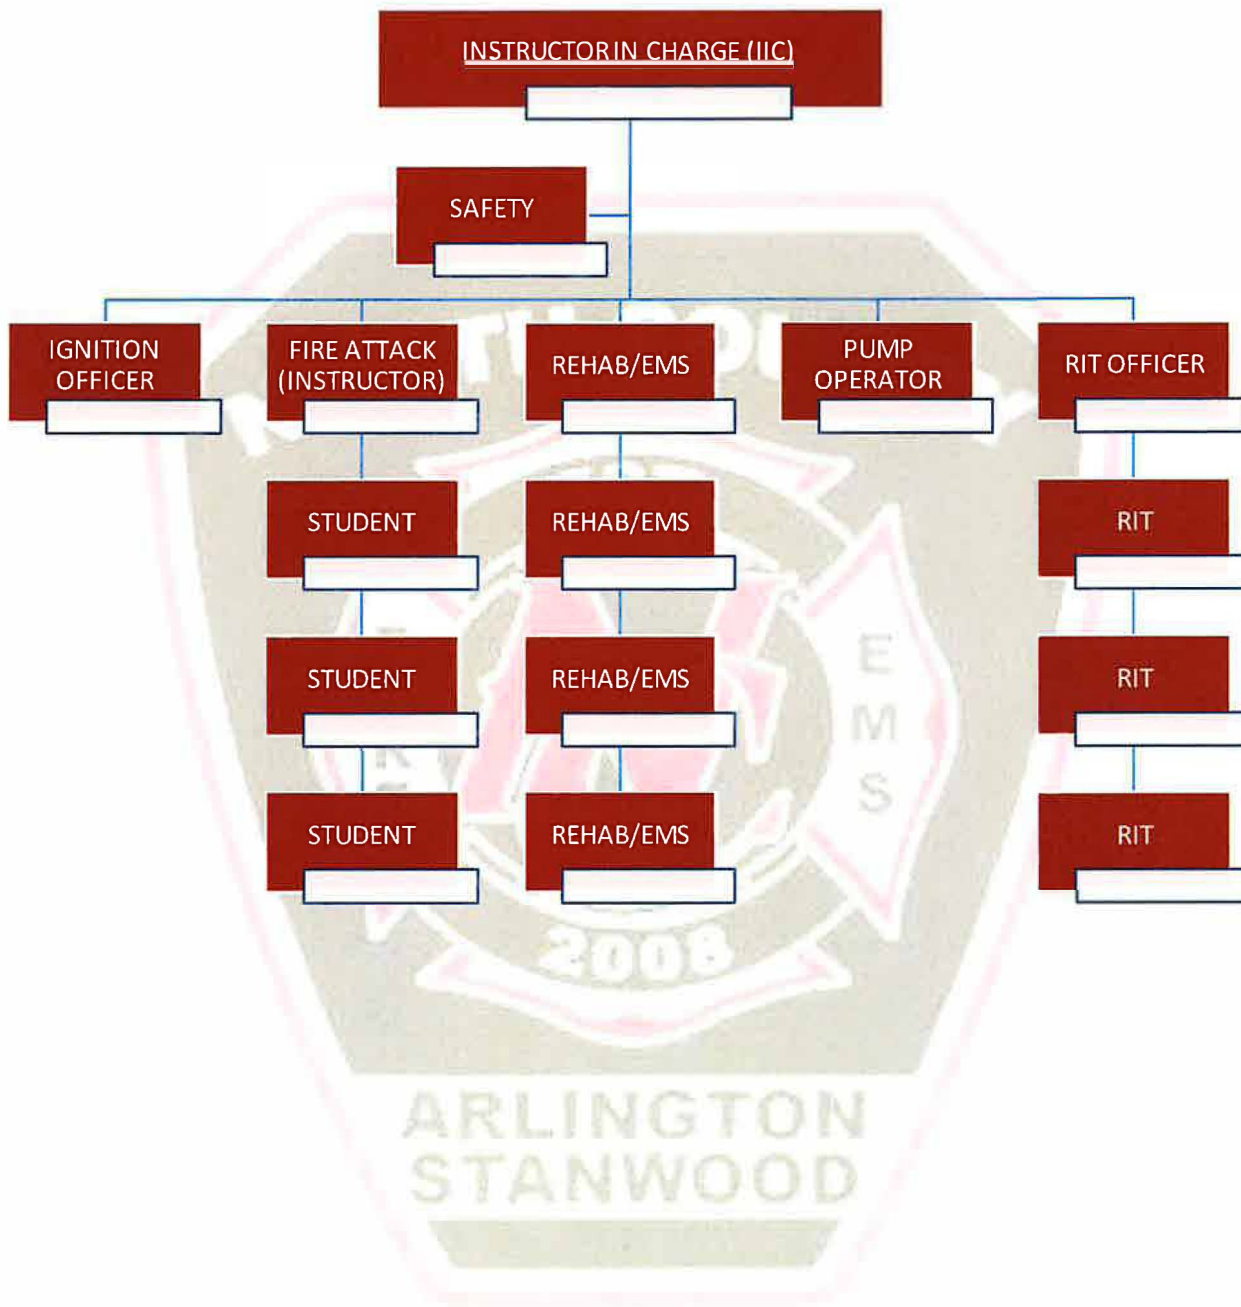 INSTRUCTOR IN CHARGE (IIC)
SAFETY
IGNITION
OFFICER
FIRE ATTACK
(INSTRUCTOR)
REHAB/EMS
PUMP
OPERATOR
RIT OFFICER
STUDENT
REHAB/EMS
RIT
STUDENT
REHAB/EMS
RIT
STUDENT
REHAB/EMS
RIT
EMS
2008
ARLINGTON
STANWOOD